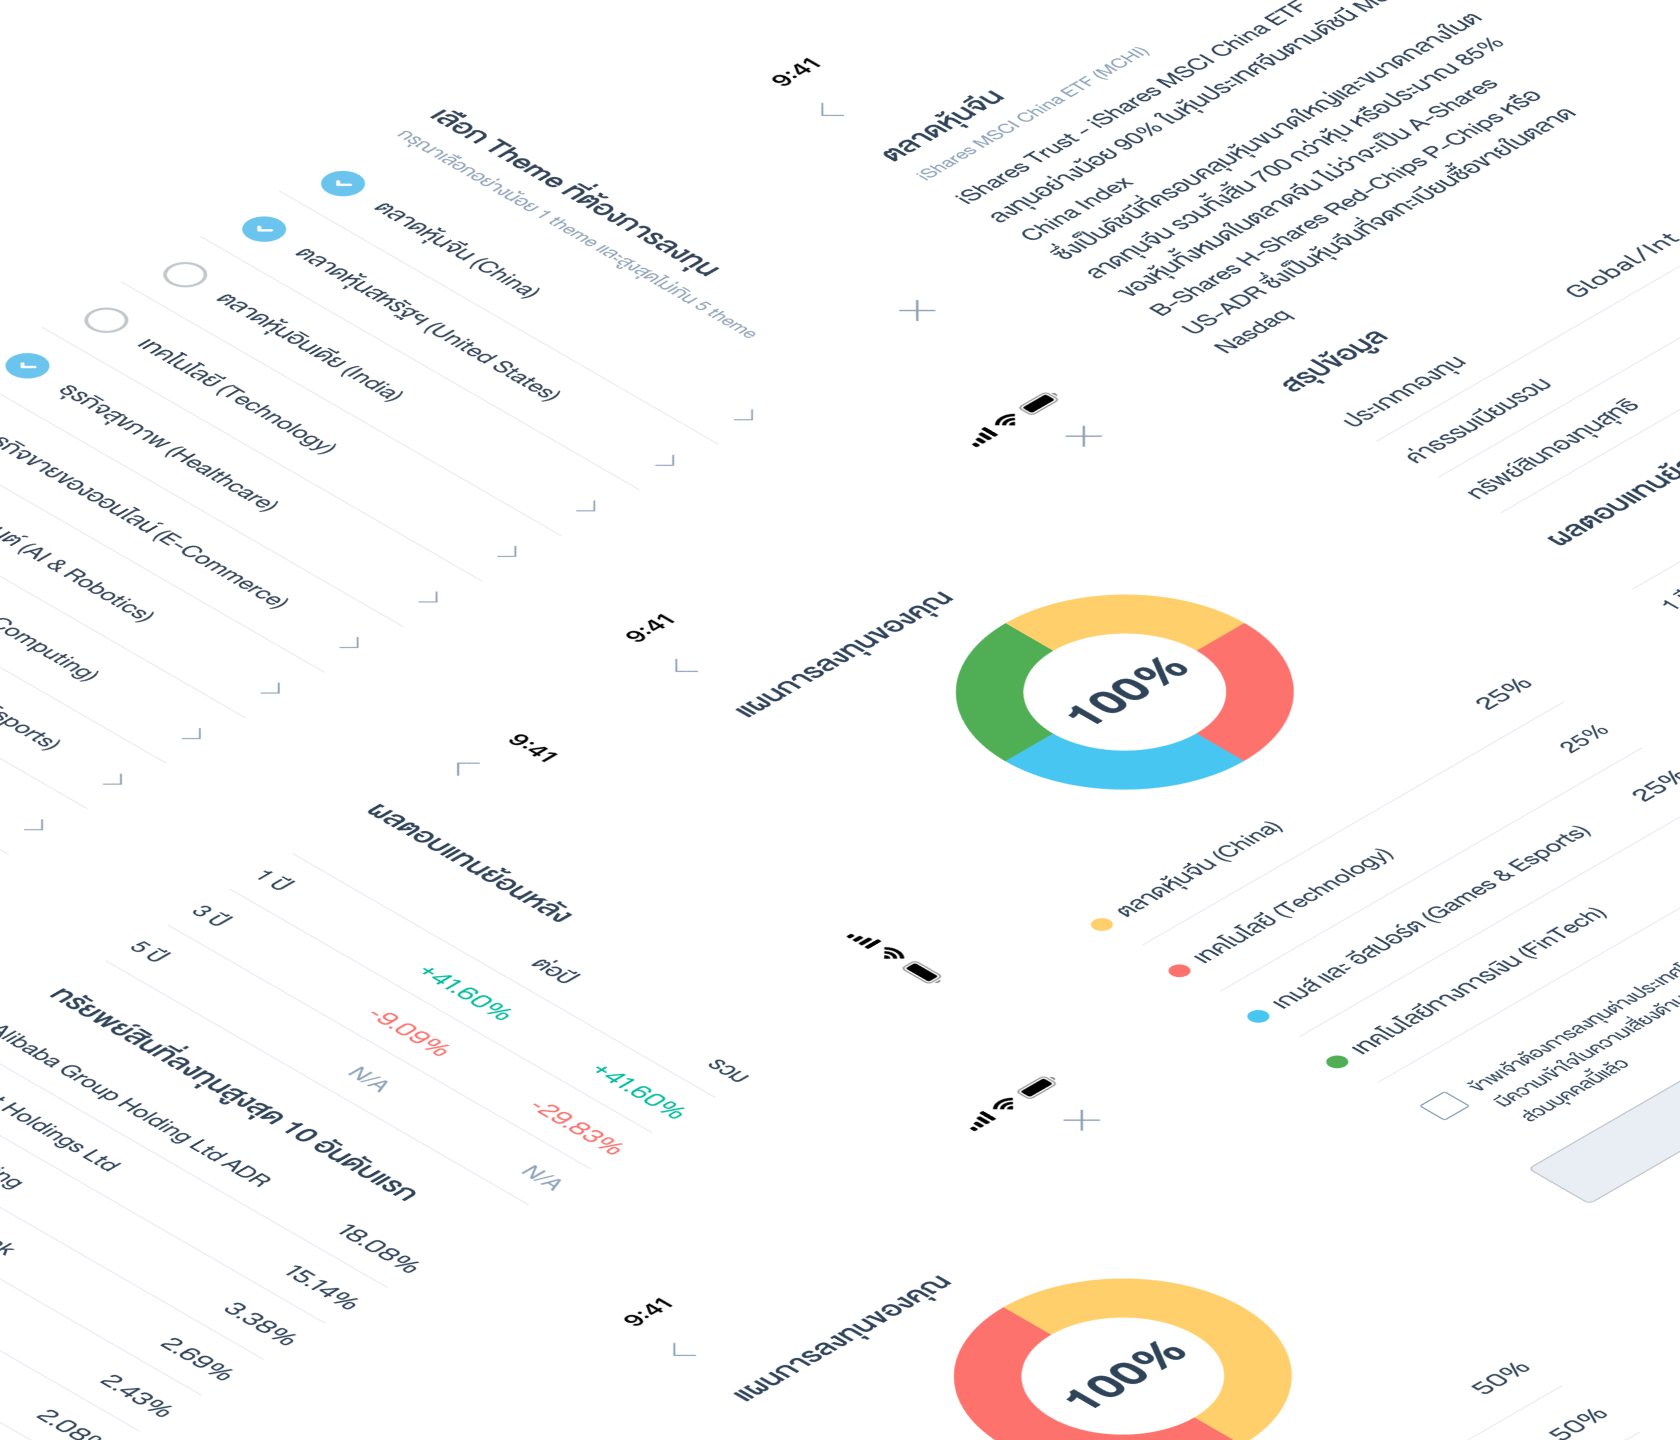 เลือก Theme ที่ต้องการลงทุน
กรุณาเลือกอย่างน้อย 1 theme และสูงสุดไม่เกิน 5 theme
ตลาดหุ้นจีน (China)
ตลาดหุ้นสหรัฐฯ (United States)
ตลาดหุ้นอินเดีย (India)
เทคโนโลยี (Technology)
ธุรกิจสุขภาพ (Healthcare)
รกิจขายของออนไลน์ (E-Commerce)
(AI & Robotics)
Computing)
9:41
ตลาดหุ้นจีน
iShares MSCI China ETF (MCHI)
iShares Trust - iShares MSCI China ETF
ลงทุนอย่างน้อย 90% ในหุ้นประเทศจีนตามดัชนี
China Index
ซึ่งเป็นดัชนีที่ครอบคลุมหุ้นขนาดใหญ่และขนาดกลางในต
ลาดทุนจีน รวมทั้งสิ้น 700 กว่าหุ้น หรือประมาณ 85%
ของหุ้นทั้งหมดในตลาดจีน ไม่ว่าจะเป็น A-Shares
B-Shares H-Shares Red-Chips P-Chips หรือ
US-ADR ซึ่งเป็นหุ้นจีนที่จดทะเบียนซื้อขายในตลาด
Nasdaq
สรุปข้อมูล
ประเภทกองทุน
Global/Int
ค่าธรรมเนียมรวม
ทรัพย์สินกองทุนสุทธิ
ผลตอบแทนย้
9:41
แผนการลงทุนของคุณ
100%
ตลาดหุ้นจีน (China)
25%
เทคโนโลยี (Technology)
25%
เกมส์ และ อีสปอร์ต (Games & Esports)
25%
เทคโนโลยีทางการเงิน (FinTech)
ข้าพเจ้าต้องการลงทุนต่างประเทศ
มีความเข้าใจในความเสี่ยงด้าน
ส่วนบุคคลนี้แล้ว
9:41
ผลตอบแทนย้อนหลัง
ต่อปี
รวม
1 ปี
+41.60%
+41.60%
3 ปี
-9.09%
-29.83%
5 ปี
N/A
N/A
ทรัยพย์สินที่ลงทุนสูงสุด 10 อันดับแรก
Alibaba Group Holding Ltd ADR
18.08%
Holdings Ltd
15.14%
3.38%
2.69%
2.43%
9:41
แผนการลงทุนของคุณ
100%
50%
50%